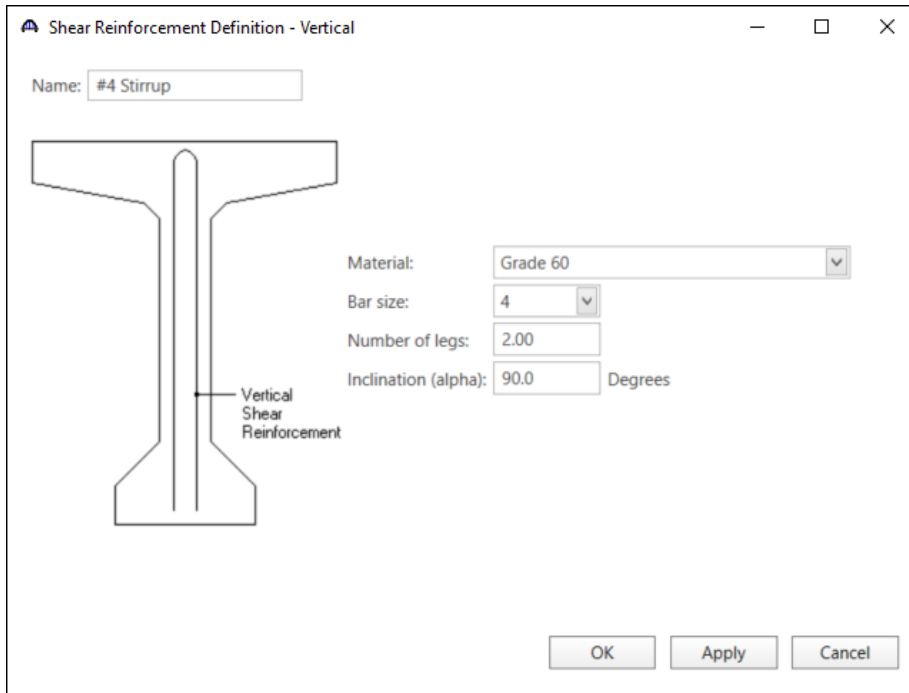 Shear Reinforcement Definition - Vertical
Name: #4 Stirrup
Material: Grade 60
Bar size: 4
Number of legs: 2.00
Inclination (alpha): 90.0 Degrees
Vertical
Shear
Reinforcement
OK Apply Cancel